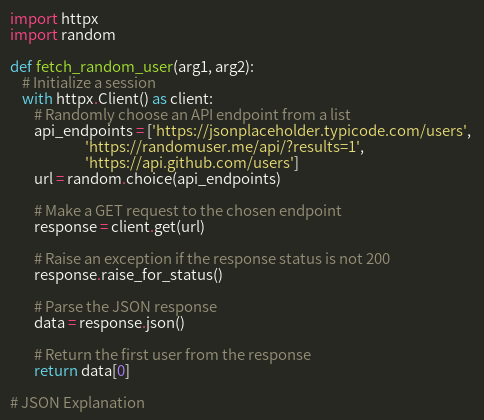 import httpx
import random

def fetch_random_user(arg1, arg2):
    # Initialize a session
    with httpx.Client() as client:
        # Randomly choose an API endpoint from a list
        api_endpoints = ['https://jsonplaceholder.typicode.com/users',
                         'https://randomuser.me/api/?results=1',
                         'https://api.github.com/users']
        url = random.choice(api_endpoints)

        # Make a GET request to the chosen endpoint
        response = client.get(url)

        # Raise an exception if the response status is not 200
        response.raise_for_status()

        # Parse the JSON response
        data = response.json()

        # Return the first user from the response
        return data[0]

# JSON Explanation